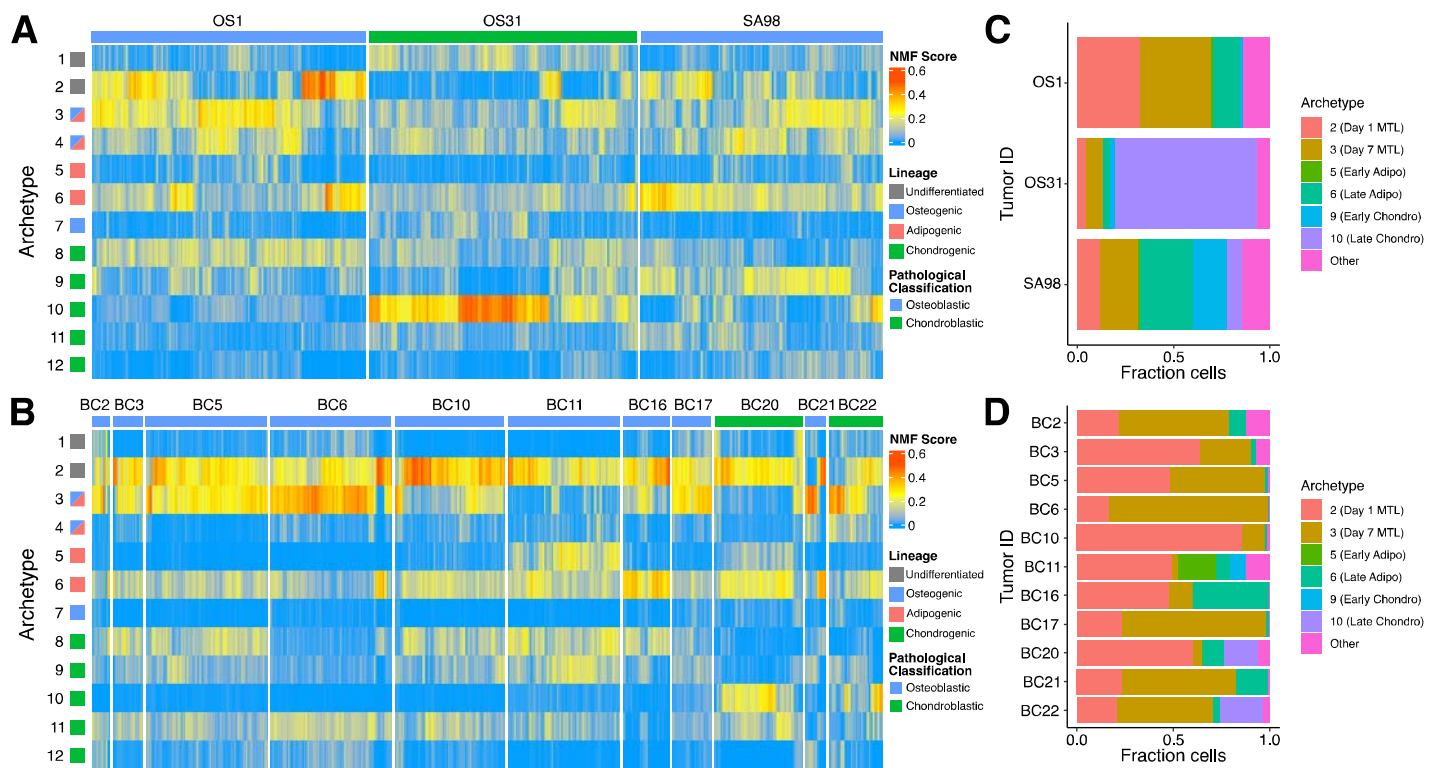 A
OS1
OS31
SA98
Archetype
1
2
3
4
5
6
7
8
9
10
11
12
NMF Score
0.6
0.4
0.2
0
Lineage
Undifferentiated
Osteogenic
Adipogenic
Chondrogenic
Pathological
Classification
Osteoblastic
Chondroblastic
C
Tumor ID
OS1
OS31
SA98
0.0
0.5
1.0
Fraction cells
Archetype
2 (Day 1 MTL)
3 (Day 7 MTL)
5 (Early Adipo)
6 (Late Adipo)
9 (Early Chondro)
10 (Late Chondro)
Other
B
BC2
BC3
BC5
BC6
BC10
BC11
BC16
BC17
BC20
BC21
BC22
Archetype
1
2
3
4
5
6
7
8
9
10
11
12
NMF Score
0.6
0.4
0.2
0
Lineage
Undifferentiated
Osteogenic
Adipogenic
Chondrogenic
Pathological
Classification
Osteoblastic
Chondroblastic
D
Tumor ID
BC2
BC3
BC5
BC6
BC10
BC11
BC16
BC17
BC20
BC21
BC22
0.0
0.5
1.0
Fraction cells
Archetype
2 (Day 1 MTL)
3 (Day 7 MTL)
5 (Early Adipo)
6 (Late Adipo)
9 (Early Chondro)
10 (Late Chondro)
Other